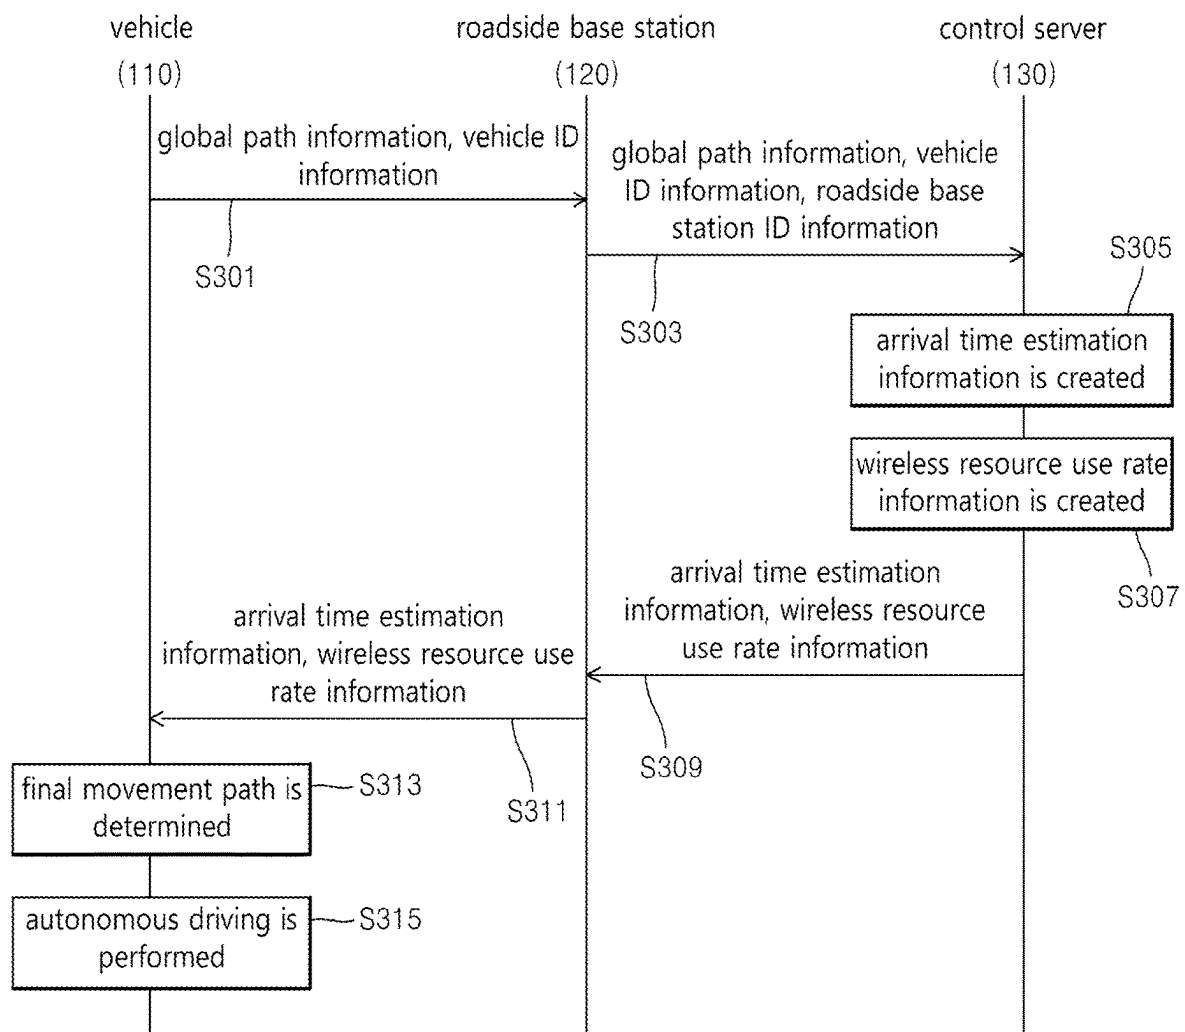 vehicle
(110)
roadside base station
(120)
control server
(130)
global path information, vehicle ID
information
S301
global path information, vehicle
ID information, roadside base
station ID information
S303
S305
arrival time estimation
information is created
wireless resource use rate
information is created
S307
arrival time estimation
information, wireless resource
use rate information
S309
arrival time estimation
information, wireless resource use
rate information
S311
final movement path is
determined
S313
autonomous driving is
performed
S315